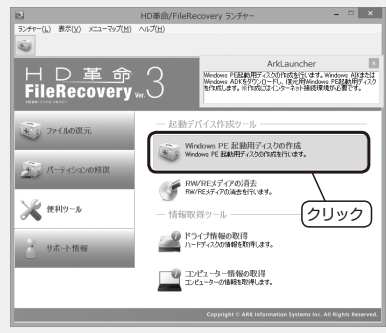 HD革命/FileRecovery ランチャー
ランチャー(L) 表示(V) メニューマップ(M) ヘルプ(H)
ArkLauncher
Windows PE起動用ディスクの作成を行います。Windows AIKまたは
Windows ADKをダウンロードし、復元用Windows PE起動用ディスク
を作成します。※作成にはインターネット接続環境が必要です。
HD革命
FileRecovery Ver.3
ファイルの復元
パーティションの修復
便利ツール
サポート情報
起動デバイス作成ツール
Windows PE 起動用ディスクの作成
Windows PE 起動用ディスクの作成を行います。
RW/REメディアの消去
RW/REメディアの消去を行います。
クリック
情報取得ツール
ドライブ情報の取得
ハードディスクの情報を取得します。
コンピューター情報の取得
コンピューターの情報を取得します。
Copyright © ARK Information Systems Inc. All Rights Reserved.